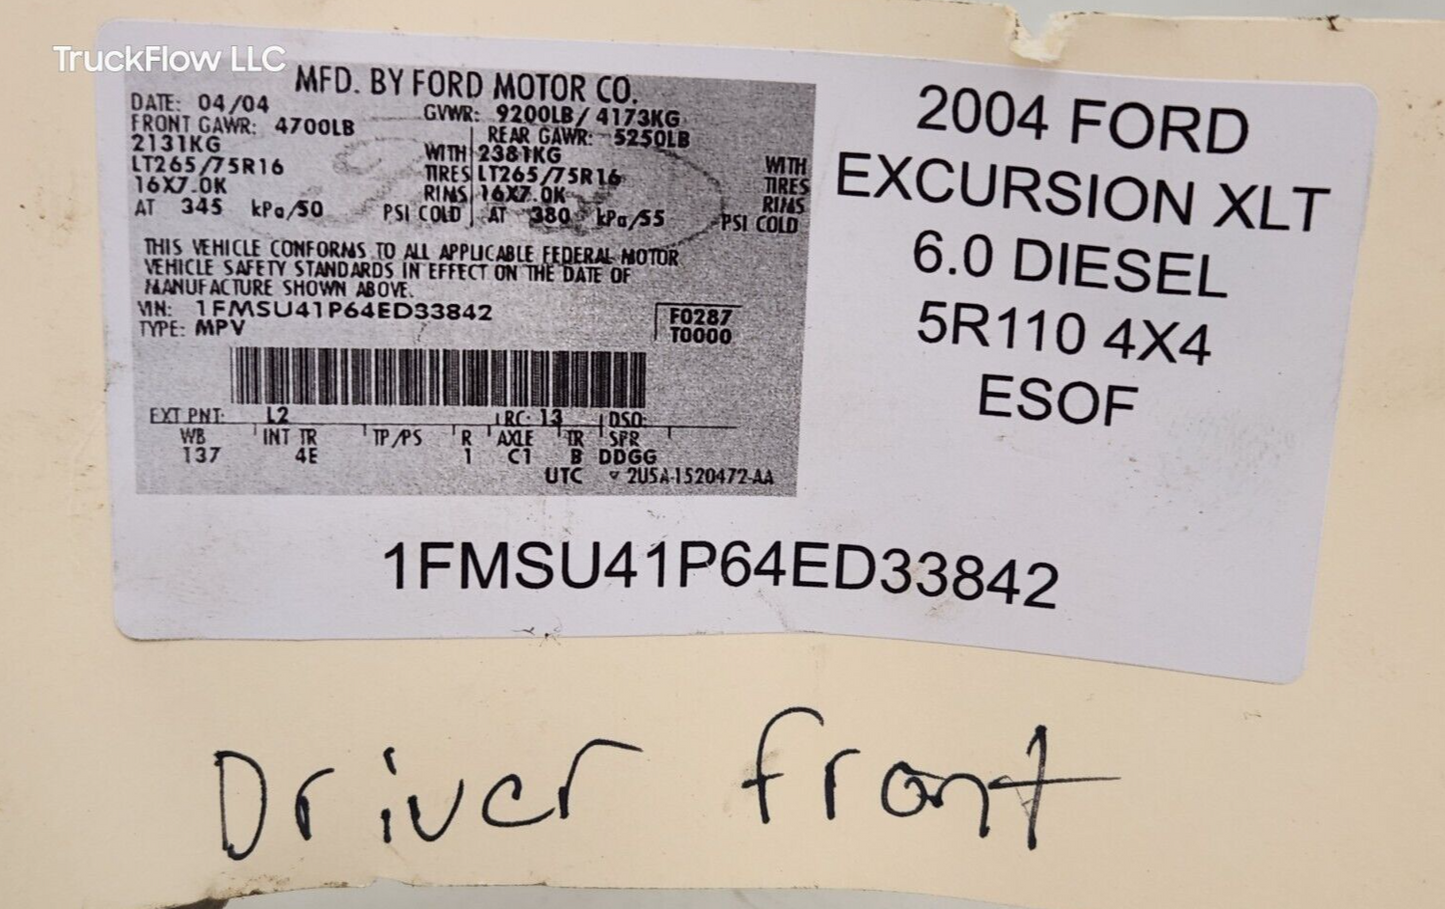 TruckFlow LLC
MFD. BY FORD MOTOR CO.
DATE: 04/04 GVWR: 9200LB/ 4173KG
FRONT GAWR: 4700LB REAR GAWR: 5250LB
2131KG WITH 2381KG WITH
LT265/75R16 TIRES LT265/75R16 TIRES
16X7.0K RIMS 16X7.0K RIMS
AT 345 kPa/50 PSI COLD AT 380 kPa/55 PSI COLD
THIS VEHICLE CONFORMS TO ALL APPLICABLE FEDERAL MOTOR
VEHICLE SAFETY STANDARDS IN EFFECT ON THE DATE OF
MANUFACTURE SHOWN ABOVE.
VIN: 1FMSU41P64ED33842 F0287
TYPE: MPV T0000
EXT PNT: L2 RC: 13 DSO:
WB INT TR TP/PS R AXLE TR SPR
137 4E 1 C1 B DDGG
UTC 2U5A-1520472-AA
2004 FORD
EXCURSION XLT
6.0 DIESEL
5R110 4X4
ESOF
1FMSU41P64ED33842
Driver front